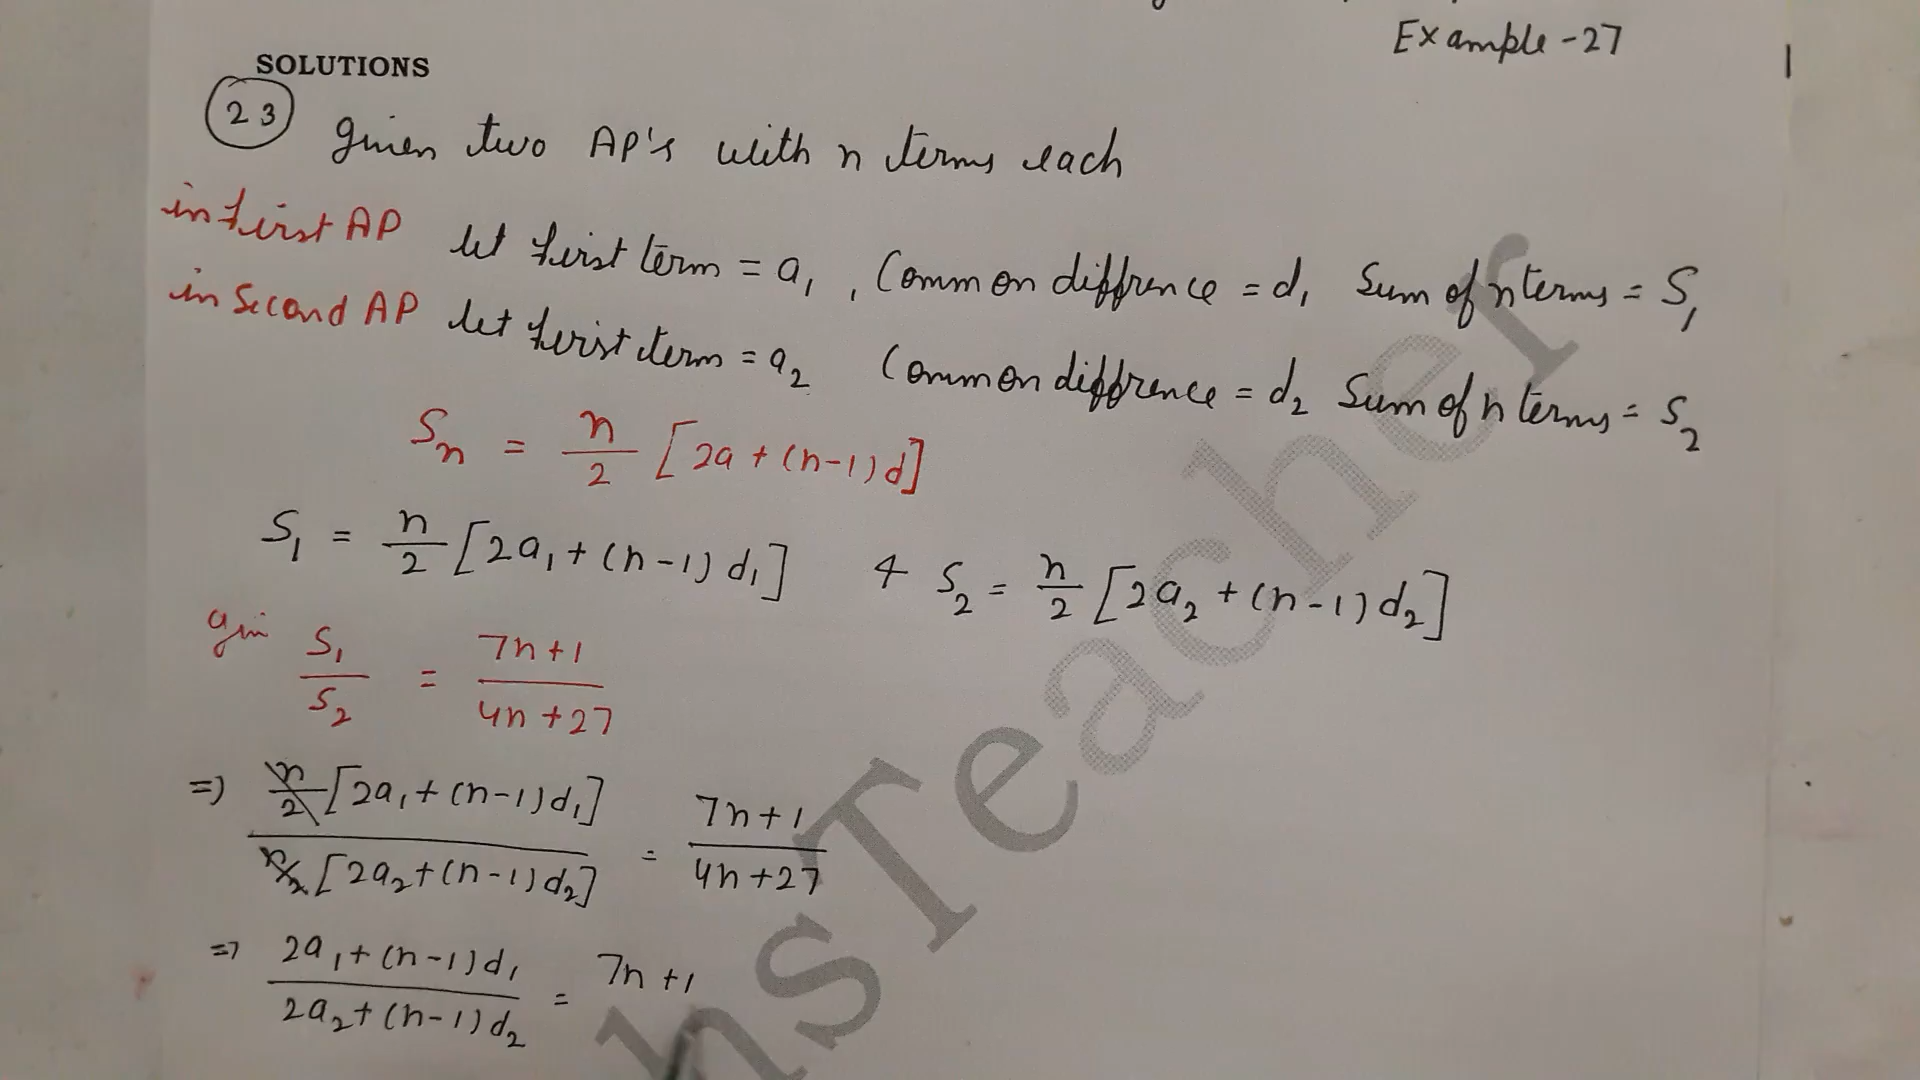 Example-27
SOLUTIONS
23 given two AP's with n terms each
in first AP let first term = a₁, Common diffrence = d₁ Sum of n terms = S₁
in Second AP let first term = a₂ Common diffrence = d₂ Sum of n terms = S₂
Sₙ = n/2 [2a + (n-1)d]
S₁ = n/2 [2a₁ + (n-1)d₁] & S₂ = n/2 [2a₂ + (n-1)d₂]
S₁/S₂ = 7n+1/4n+27
=> n/2 [2a₁ + (n-1)d₁] / n/2 [2a₂ + (n-1)d₂] = 7n+1/4n+27
=> 2a₁ + (n-1)d₁ / 2a₂ + (n-1)d₂ = 7n+1
hsTeacher